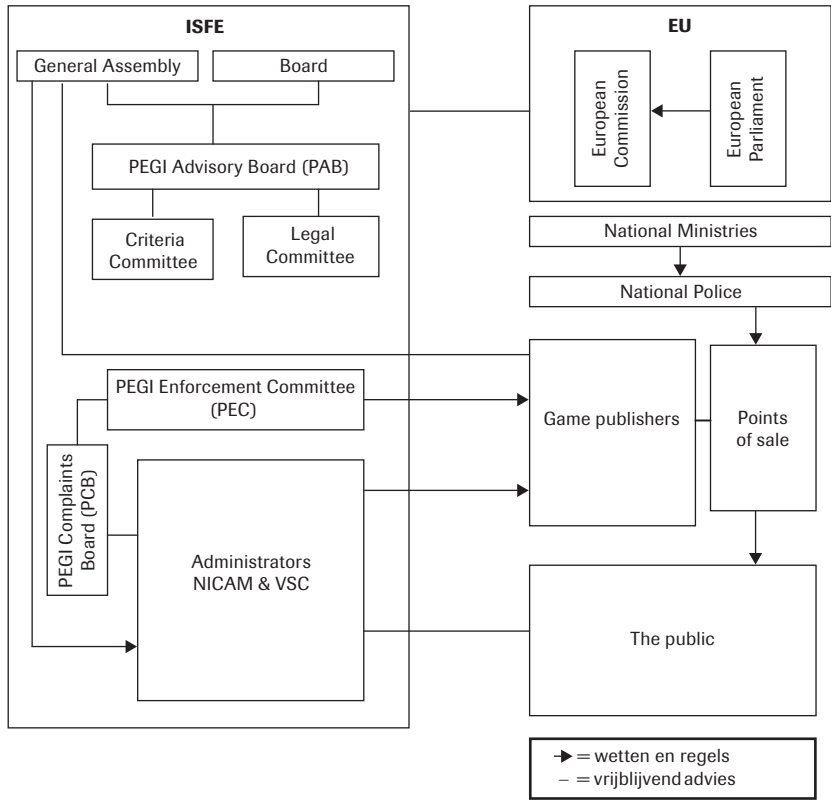 ISFE
General Assembly
Board
PEGI Advisory Board (PAB)
Criteria
Committee
Legal
Committee
PEGI Enforcement Committee
(PEC)
PEGI Complaints
Board (PCB)
Administrators
NICAM & VSC
EU
European
Commission
European
Parliament
National Ministries
National Police
Game publishers
Points
of sale
The public
= wetten en regels
– = vrijblijvend advies